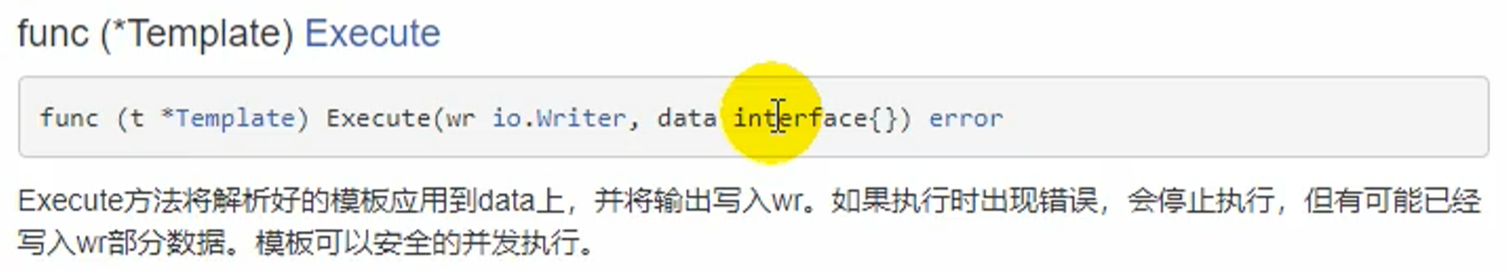 func (*Template) Execute
func (t *Template) Execute(wr io.Writer, data interface{}) error
Execute方法将解析好的模板应用到data上，并将输出写入wr。如果执行时出现错误，会停止执行，但有可能已经
写入wr部分数据。模板可以安全的并发执行。